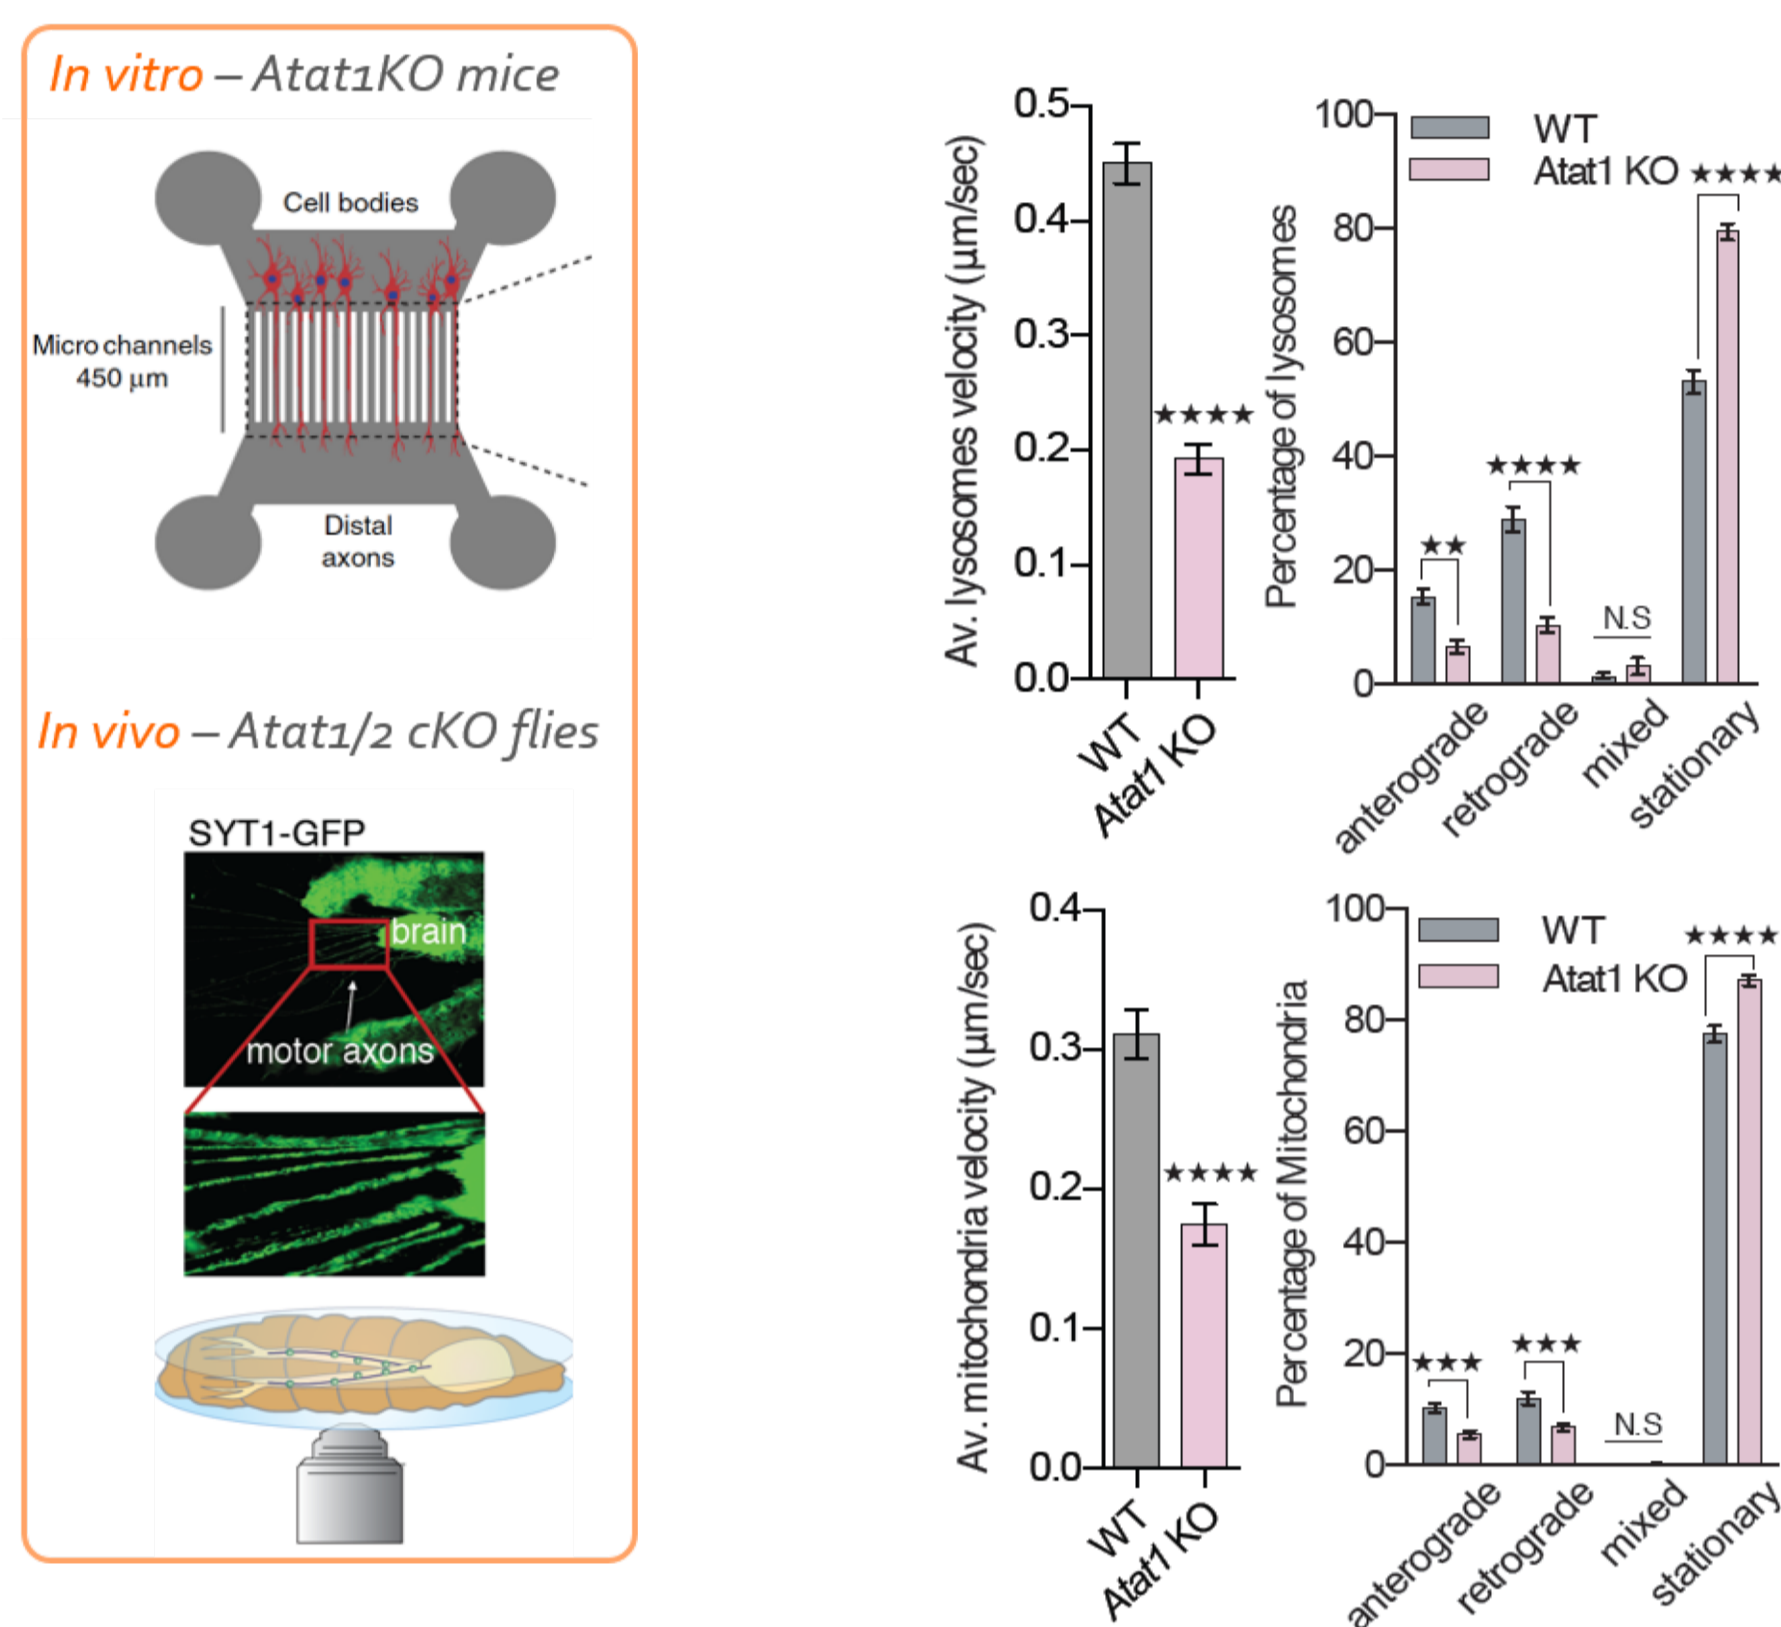 In vitro – Atat1KO mice
Cell bodies
Micro channels
450 μm
Distal
axons
In vivo – Atat1/2 cKO flies
SYT1-GFP
brain
motor axons
Av. lysosomes velocity (μm/sec)
0.5
0.4
0.3
0.2
0.1
0.0
★★★★
WT
Atat1 KO
Percentage of lysosomes
100
80
60
40
20
0
WT
Atat1 KO
★★
★★★★
N.S
★★★★
anterograde
retrograde
mixed
stationary
Av. mitochondria velocity (μm/sec)
0.4
0.3
0.2
0.1
0.0
★★★★
WT
Atat1 KO
Percentage of Mitochondria
100
80
60
40
20
0
WT
Atat1 KO
★★★
★★★
N.S
★★★★
anterograde
retrograde
mixed
stationary